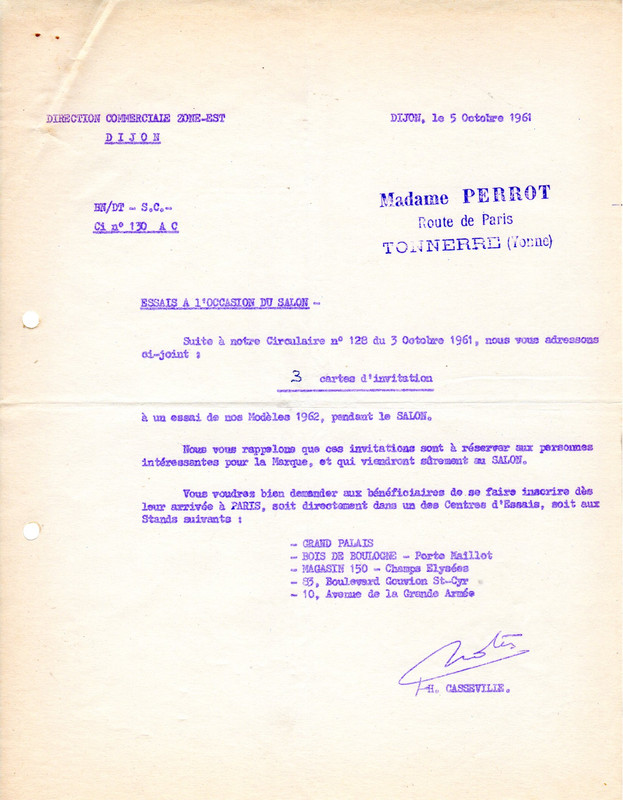 DIRECTION COMMERCIALE ZONE-EST
DIJON
DIJON, le 5 Octobre 1961
BN/DT - S.C.-
Ci n° 130 A C
Madame PERROT
Route de Paris
TONNERRE (Yonne)
ESSAIS A l'OCCASION DU SALON -
Suite à notre Circulaire n° 128 du 3 Octobre 1961, nous vous adressons
ci-joint :
3 cartes d'invitation
à un essai de nos Modèles 1962, pendant le SALON.
Nous vous rappelons que ces invitations sont à réserver aux personnes
intéressantes pour la Marque, et qui viendront sûrement au SALON.
Vous voudres bien demander aux bénéficiaires de se faire inscrire dès
leur arrivée à PARIS, soit directement dans un des Centres d'Essais, soit aux
Stands suivants :
- GRAND PALAIS
- BOIS DE BOULOGNE - Porte Maillot
- MAGASIN 150 - Champs Elysées
- 83, Boulevard Gouvion St-Cyr
- 10, Avenue de la Grande Armée
H. CASSEVILLE.